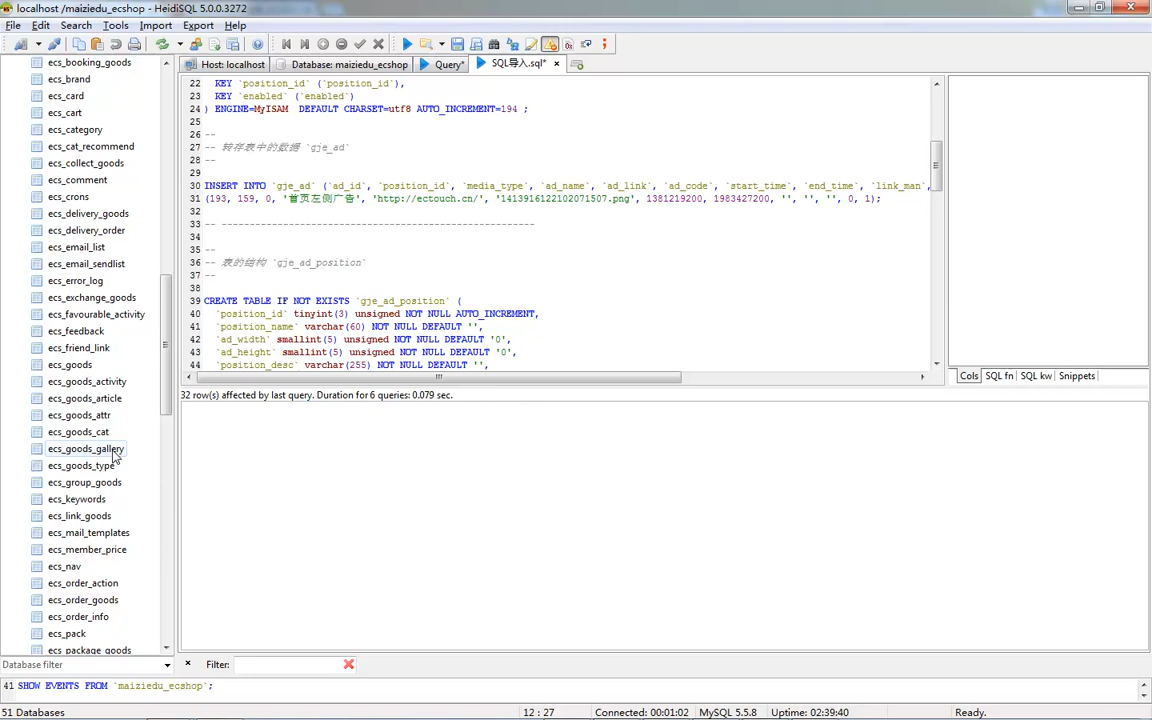 localhost /maiziedu_ecshop - HeidiSQL 5.0.0.3272
File Edit Search Tools Import Export Help
Host: localhost Database: maiziedu_ecshop Query* SQL导入.sql*
ecs_booking_goods
ecs_brand
ecs_card
ecs_cart
ecs_category
ecs_cat_recommend
ecs_collect_goods
ecs_comment
ecs_crons
ecs_delivery_goods
ecs_delivery_order
ecs_email_list
ecs_email_sendlist
ecs_error_log
ecs_exchange_goods
ecs_favourable_activity
ecs_feedback
ecs_friend_link
ecs_goods
ecs_goods_activity
ecs_goods_article
ecs_goods_attr
ecs_goods_cat
ecs_goods_gallery
ecs_goods_type
ecs_group_goods
ecs_keywords
ecs_link_goods
ecs_mail_templates
ecs_member_price
ecs_nav
ecs_order_action
ecs_order_goods
ecs_order_info
ecs_pack
ecs_package_goods
22 KEY `position_id` (`position_id`),
23 KEY `enabled` (`enabled`)
24 ) ENGINE=MyISAM DEFAULT CHARSET=utf8 AUTO_INCREMENT=194 ;
25
26 --
27 -- 转存表中的数据 `gje_ad`
28 --
29
30 INSERT INTO `gje_ad` (`ad_id`, `position_id`, `media_type`, `ad_name`, `ad_link`, `ad_code`, `start_time`, `end_time`, `link_man`,
31 (193, 159, 0, '首页左侧广告', 'http://ectouch.cn/', '1413916122102071507.png', 1381219200, 1983427200, '', '', '', 0, 1);
32
33 -- --------------------------------------------------------
34
35 --
36 -- 表的结构 `gje_ad_position`
37 --
38
39 CREATE TABLE IF NOT EXISTS `gje_ad_position` (
40 `position_id` tinyint(3) unsigned NOT NULL AUTO_INCREMENT,
41 `position_name` varchar(60) NOT NULL DEFAULT '',
42 `ad_width` smallint(5) unsigned NOT NULL DEFAULT '0',
43 `ad_height` smallint(5) unsigned NOT NULL DEFAULT '0',
44 `position_desc` varchar(255) NOT NULL DEFAULT '',
Cols SQL fn SQL kw Snippets
32 row(s) affected by last query. Duration for 6 queries: 0.079 sec.
Database filter
Filter:
41 SHOW EVENTS FROM `maiziedu_ecshop`;
51 Databases 12 : 27 Connected: 00:01:02 MySQL 5.5.8 Uptime: 02:39:40 Ready.